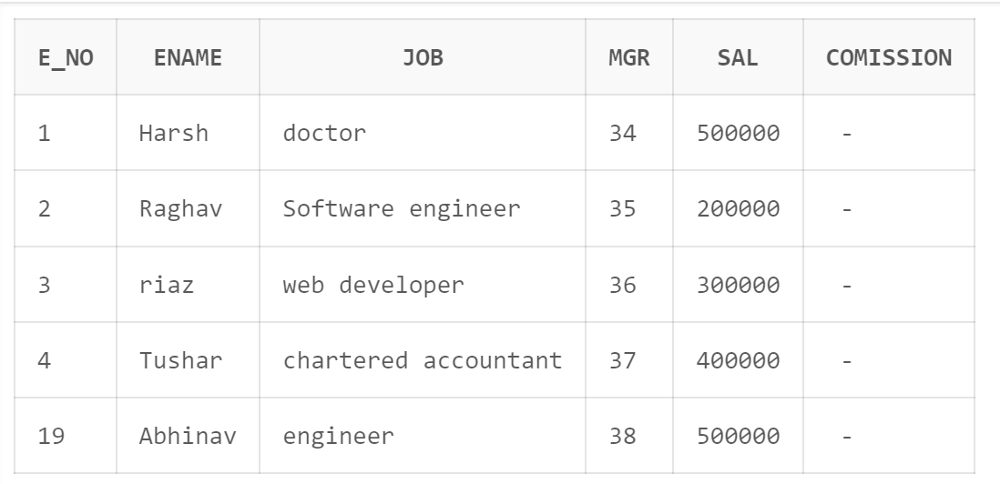 E_NO ENAME JOB MGR SAL COMISSION
1 Harsh doctor 34 500000 -
2 Raghav Software engineer 35 200000 -
3 riaz web developer 36 300000 -
4 Tushar chartered accountant 37 400000 -
19 Abhinav engineer 38 500000 -